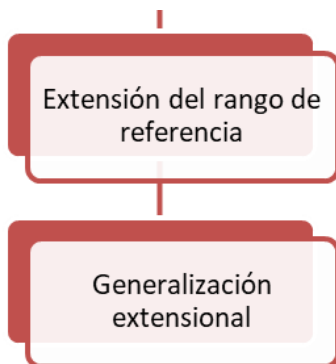 Extensión del rango de
referencia
Generalización
extensional